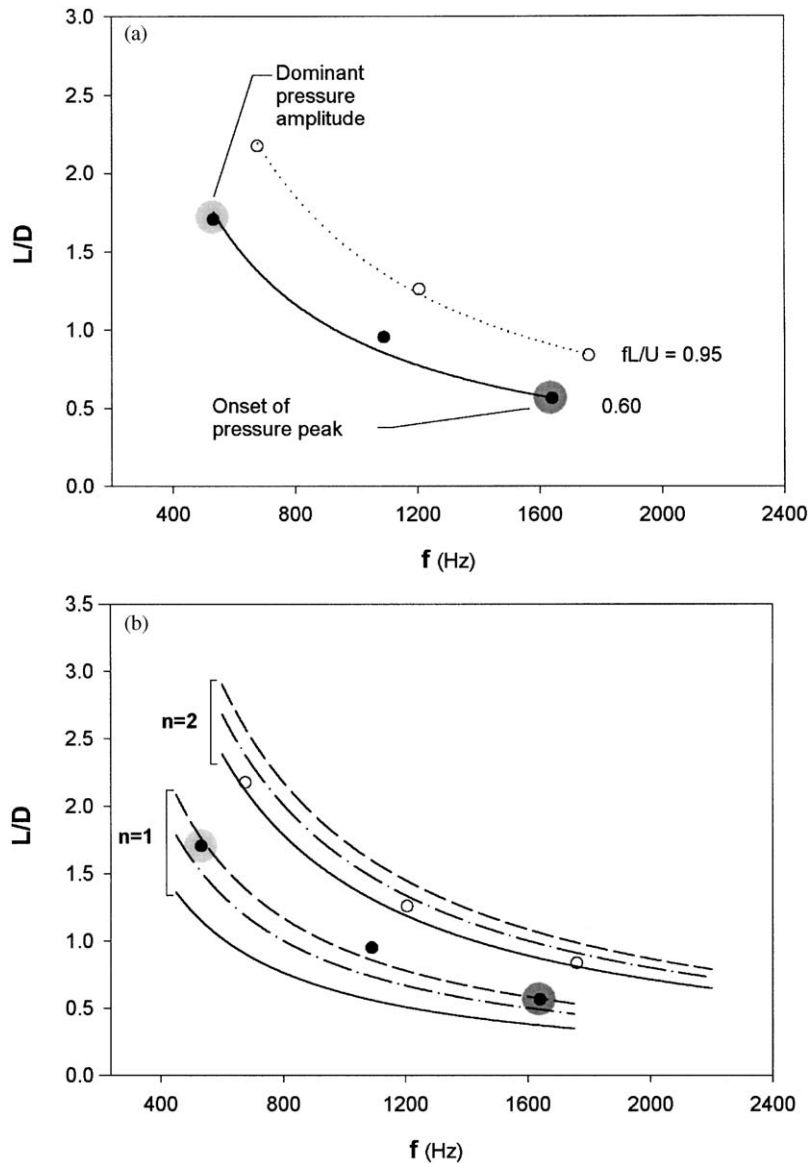 (a)
3.0
2.5
2.0
1.5
1.0
0.5
0.0
L/D
Dominant
pressure
amplitude
fL/U = 0.95
0.60
Onset of
pressure peak
400 800 1200 1600 2000 2400
f (Hz)
(b)
3.5
3.0
2.5
2.0
1.5
1.0
0.5
0.0
L/D
n=2
n=1
400 800 1200 1600 2000 2400
f (Hz)